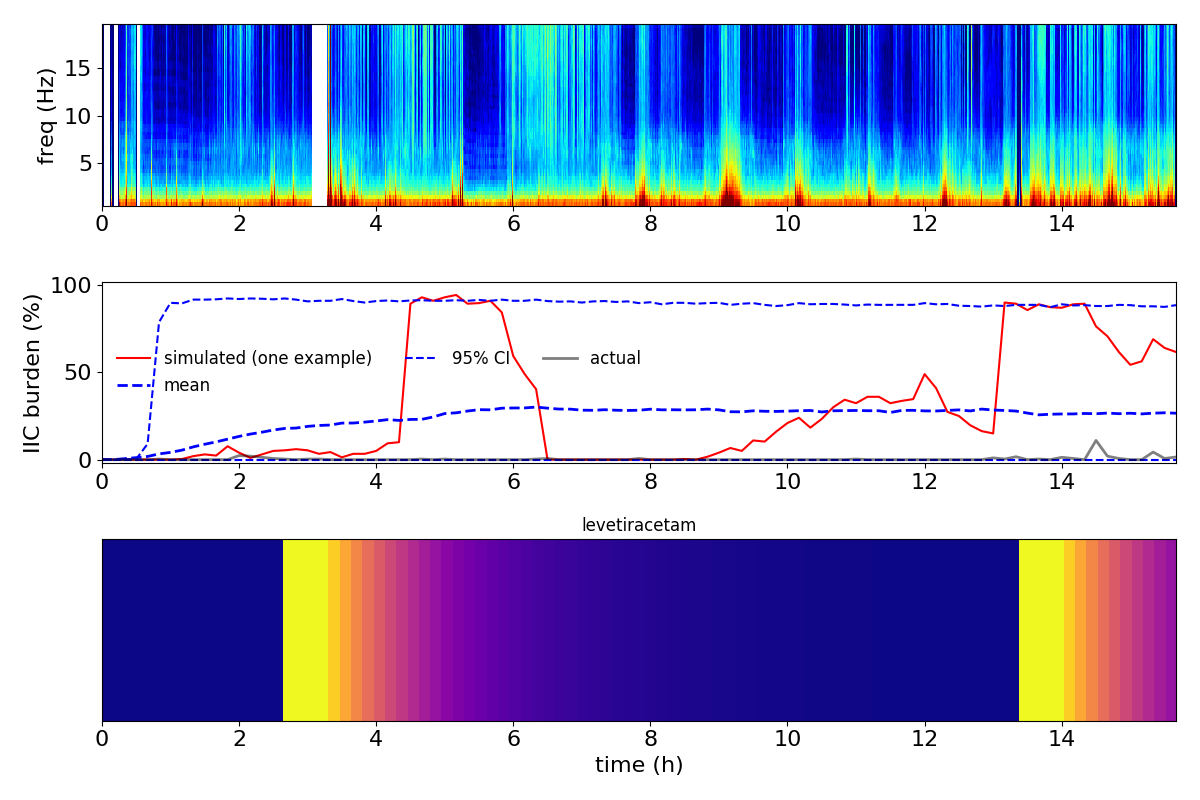 freq (Hz)
15
10
5
0 2 4 6 8 10 12 14
IIC burden (%)
100
50
0
simulated (one example) 95% CI actual
mean
0 2 4 6 8 10 12 14
levetiracetam
0 2 4 6 8 10 12 14
time (h)